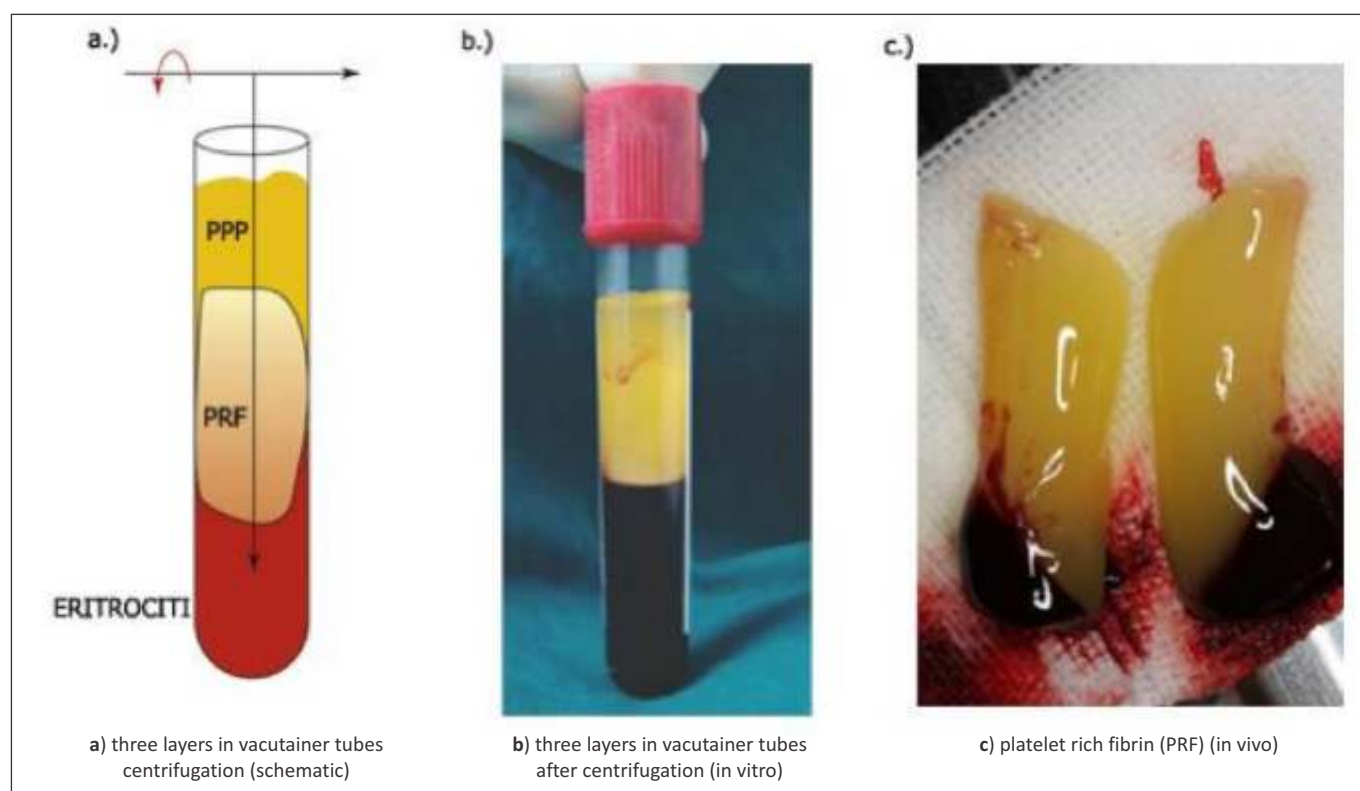 a.)
PPP
PRF
ERITROCITI
b.)
c.)
a) three layers in vacutainer tubes
centrifugation (schematic)
b) three layers in vacutainer tubes
after centrifugation (in vitro)
c) platelet rich fibrin (PRF) (in vivo)